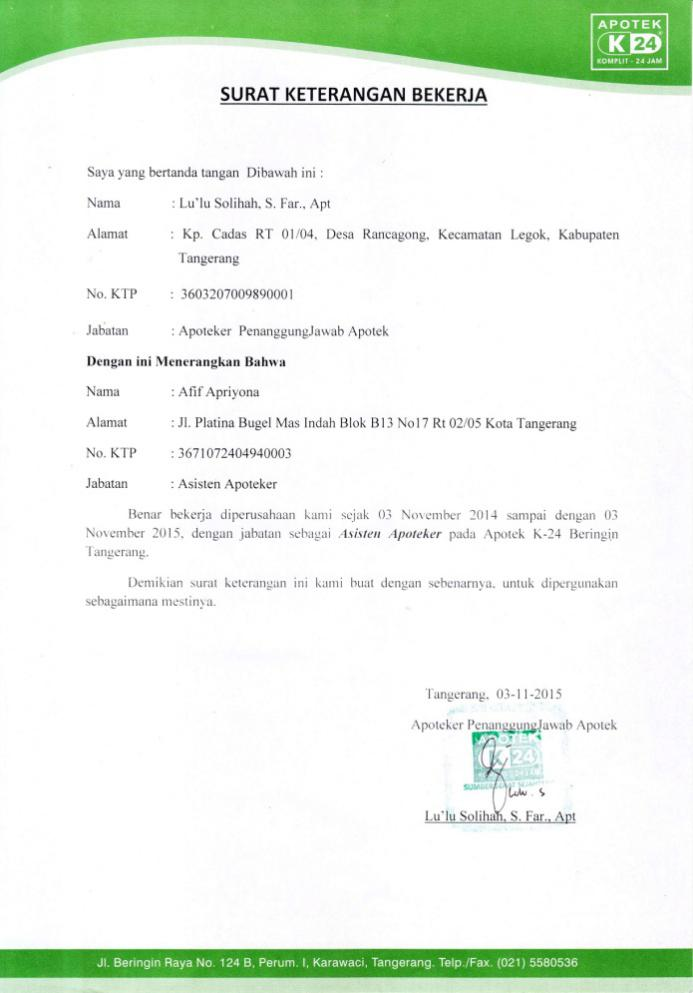 APOTEK
K 24
KOMPLIT - 24 JAM
SURAT KETERANGAN BEKERJA
Saya yang bertanda tangan Dibawah ini :
Nama : Lu'lu Solihah, S. Far., Apt
Alamat : Kp. Cadas RT 01/04, Desa Rancagong, Kecamatan Legok, Kabupaten
Tangerang
No. KTP : 3603207009890001
Jabatan : Apoteker PenanggungJawab Apotek
Dengan ini Menerangkan Bahwa
Nama : Afif Apriyona
Alamat : Jl. Platina Bugel Mas Indah Blok B13 No17 Rt 02/05 Kota Tangerang
No. KTP : 3671072404940003
Jabatan : Asisten Apoteker
Benar bekerja diperusahaan kami sejak 03 November 2014 sampai dengan 03
November 2015, dengan jabatan sebagai Asisten Apoteker pada Apotek K-24 Beringin
Tangerang.
Demikian surat keterangan ini kami buat dengan sebenarnya, untuk dipergunakan
sebagaimana mestinya.
Tangerang, 03-11-2015
Apoteker PenanggungJawab Apotek
APOTEK
K 24
Lu'lu Solihah, S. Far., Apt
Jl. Beringin Raya No. 124 B, Perum. I, Karawaci, Tangerang. Telp./Fax. (021) 5580536